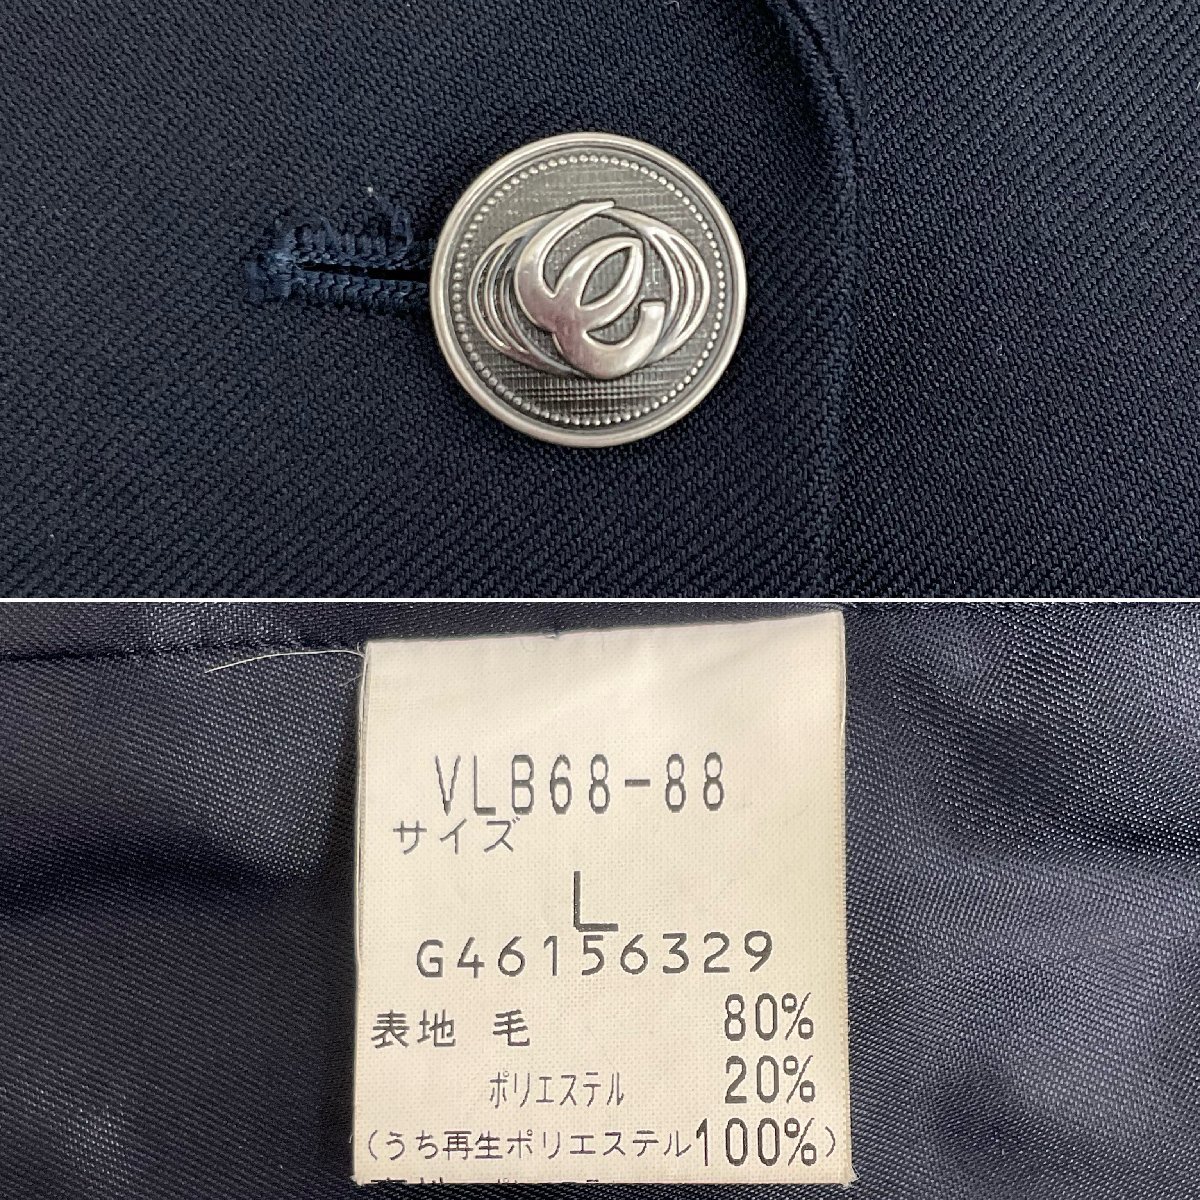 VLB68-88
サイズ
L
G46156329
表地 毛 80%
ポリエステル 20%
(うち再生ポリエステル100%)